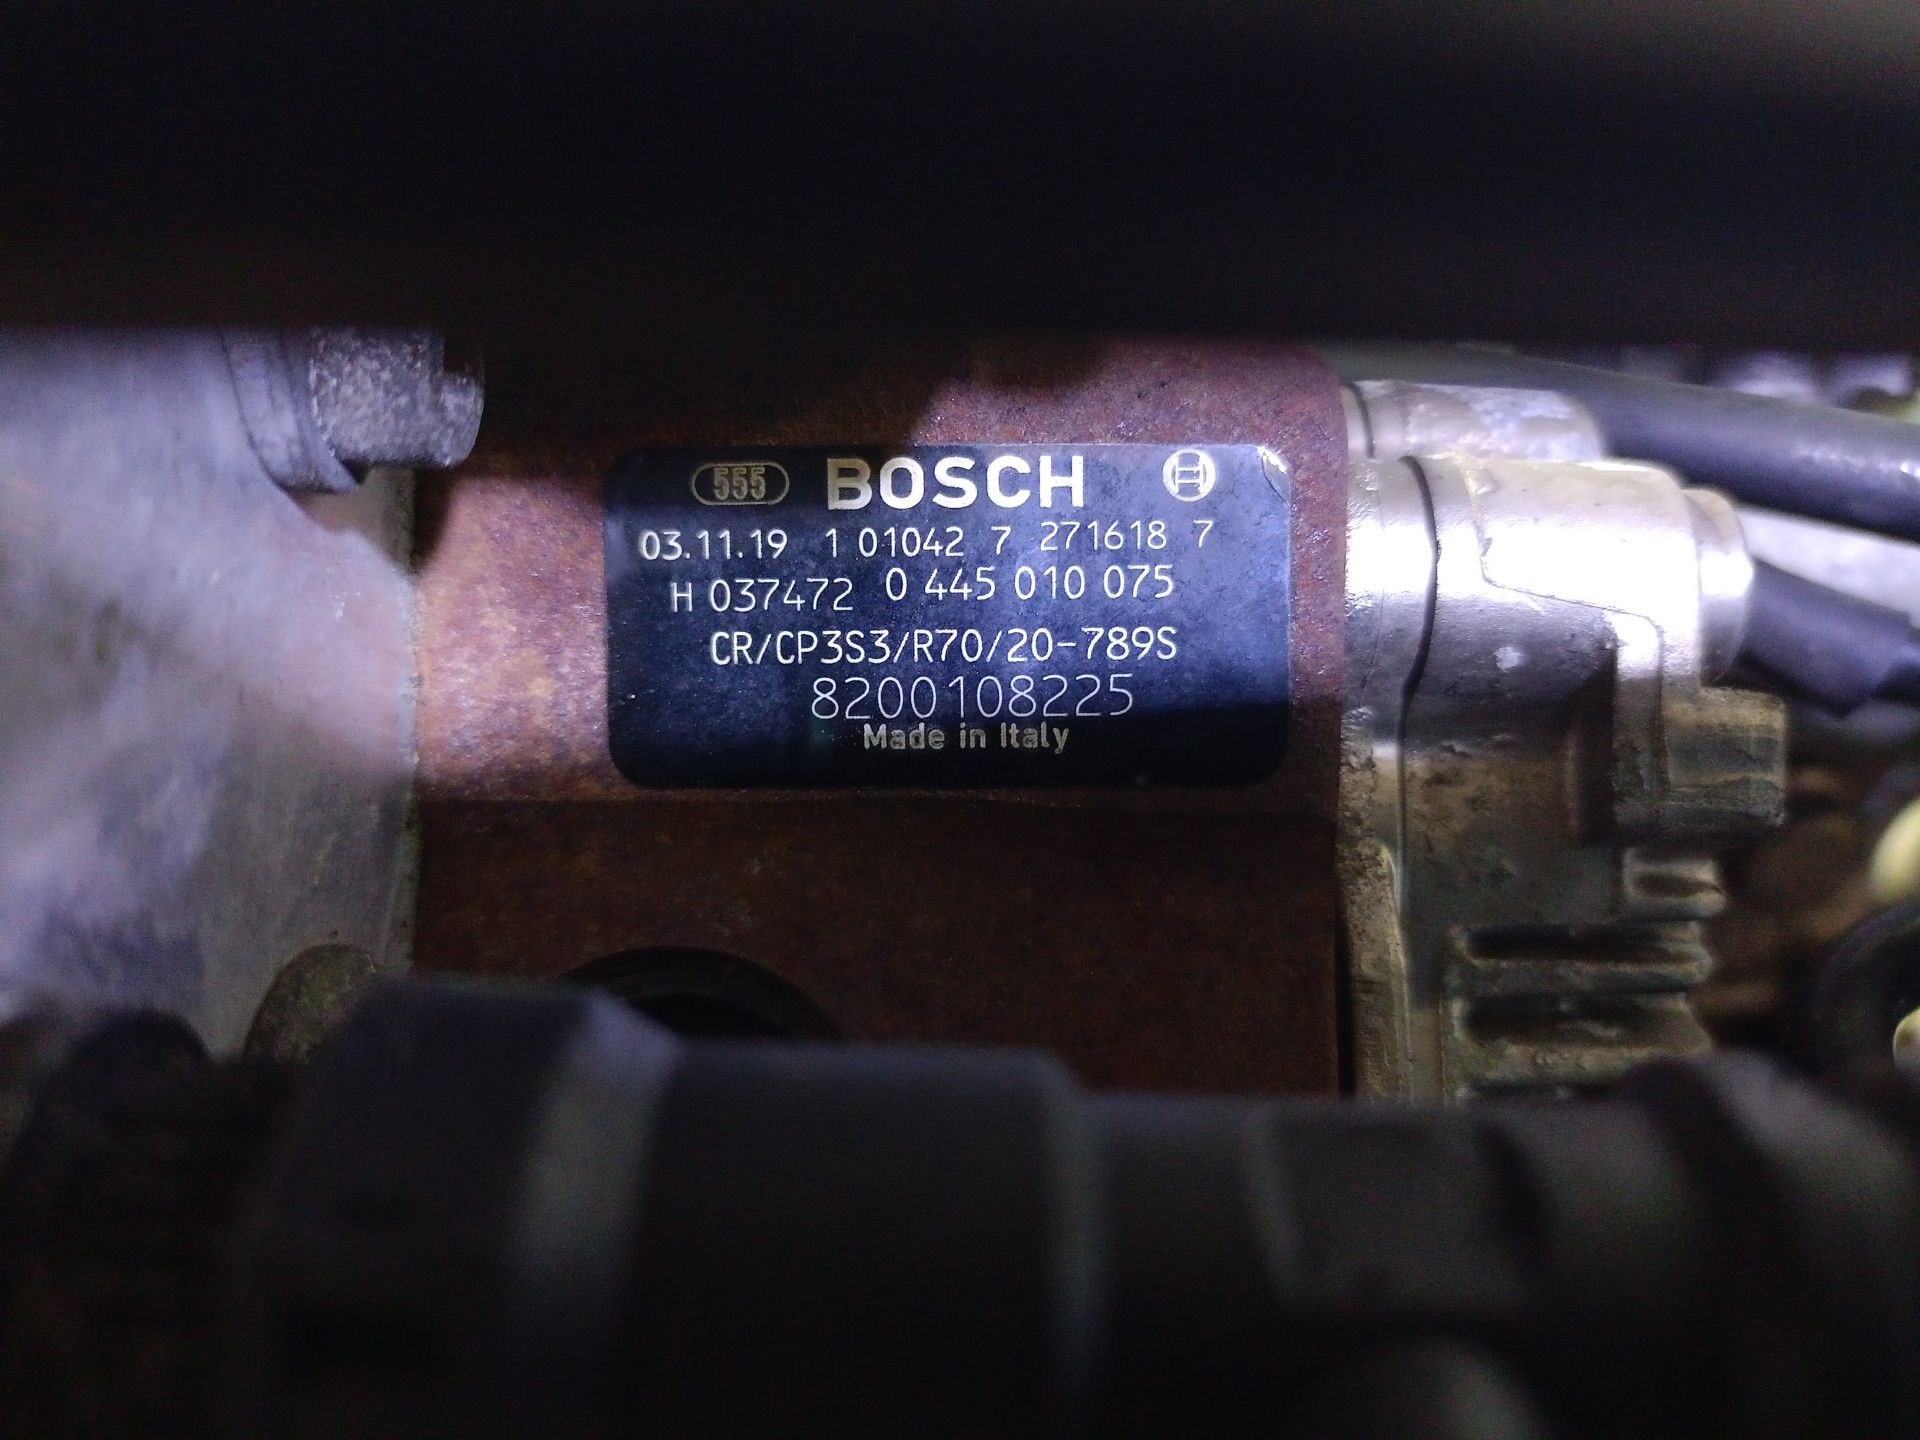 555 BOSCH
03.11.19 1 01042 7 271618 7
H 037472 0 445 010 075
CR/CP3S3/R70/20-789S
8200108225
Made in Italy